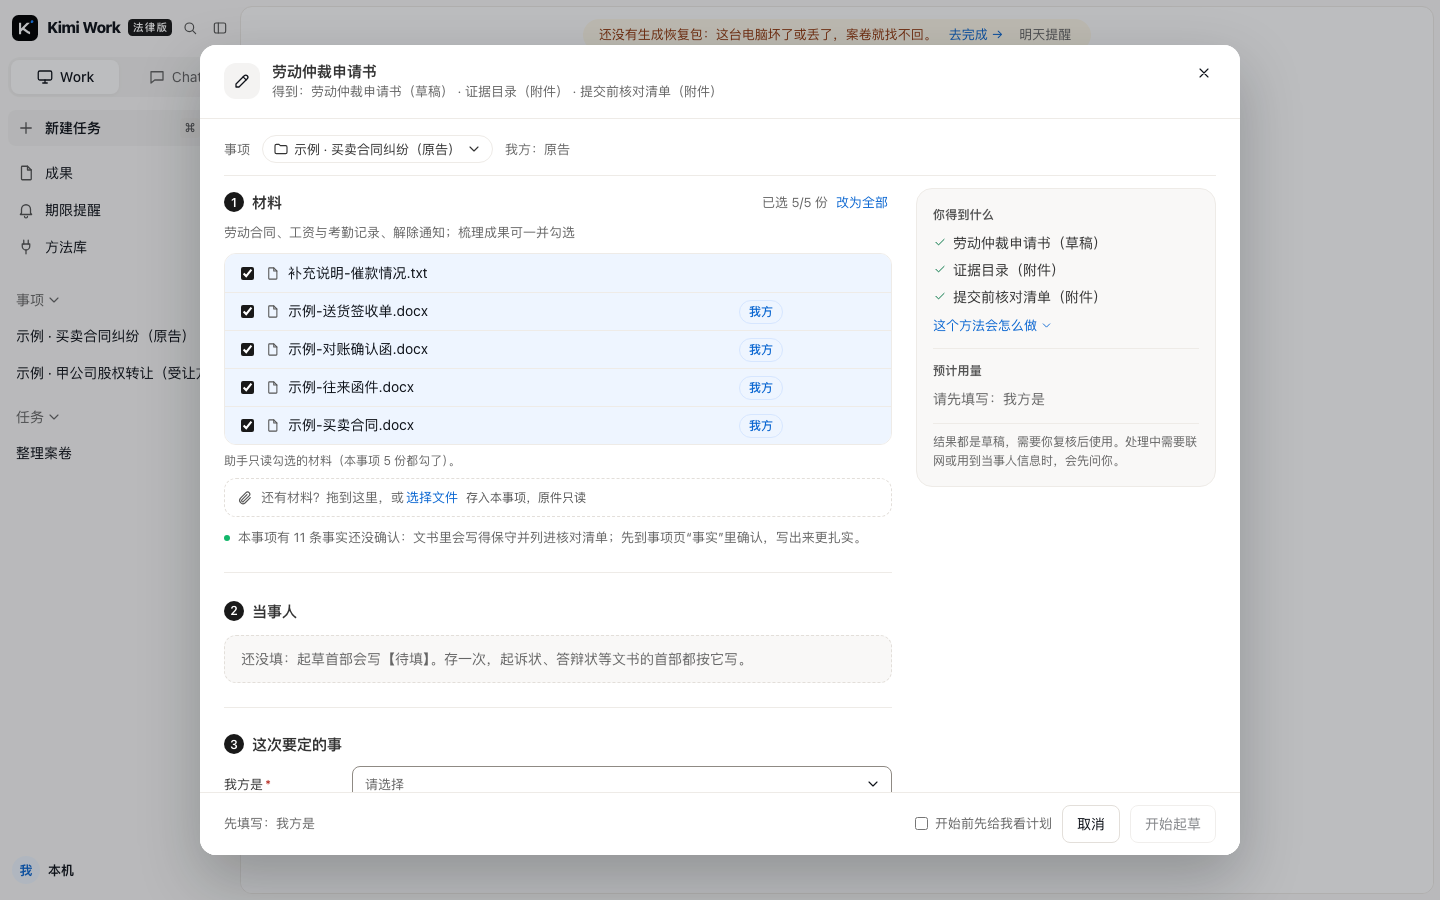 Kimi Work 法律版
还没有生成恢复包：这台电脑坏了或丢了，案卷就找不回。 去完成 → 明天提醒
Work
Chat
新建任务 ⌘
成果
期限提醒
方法库
事项
示例 · 买卖合同纠纷（原告）
示例 · 甲公司股权转让（受让
任务
整理案卷
我 本机
劳动仲裁申请书
得到：劳动仲裁申请书（草稿） · 证据目录（附件） · 提交前核对清单（附件）
事项 示例 · 买卖合同纠纷（原告） 我方：原告
1 材料 已选 5/5 份 改为全部
劳动合同、工资与考勤记录、解除通知；梳理成果可一并勾选
补充说明-催款情况.txt
示例-送货签收单.docx 我方
示例-对账确认函.docx 我方
示例-往来函件.docx 我方
示例-买卖合同.docx 我方
助手只读勾选的材料（本事项 5 份都勾了）。
还有材料？拖到这里，或 选择文件 存入本事项，原件只读
本事项有 11 条事实还没确认：文书里会写得保守并列进核对清单；先到事项页“事实”里确认，写出来更扎实。
2 当事人
还没填：起草首部会写【待填】。存一次，起诉状、答辩状等文书的首部都按它写。
3 这次要定的事
我方是 * 请选择
你得到什么
劳动仲裁申请书（草稿）
证据目录（附件）
提交前核对清单（附件）
这个方法会怎么做
预计用量
请先填写：我方是
结果都是草稿，需要你复核后使用。处理中需要联
网或用到当事人信息时，会先问你。
先填写：我方是
开始前先给我看计划 取消 开始起草